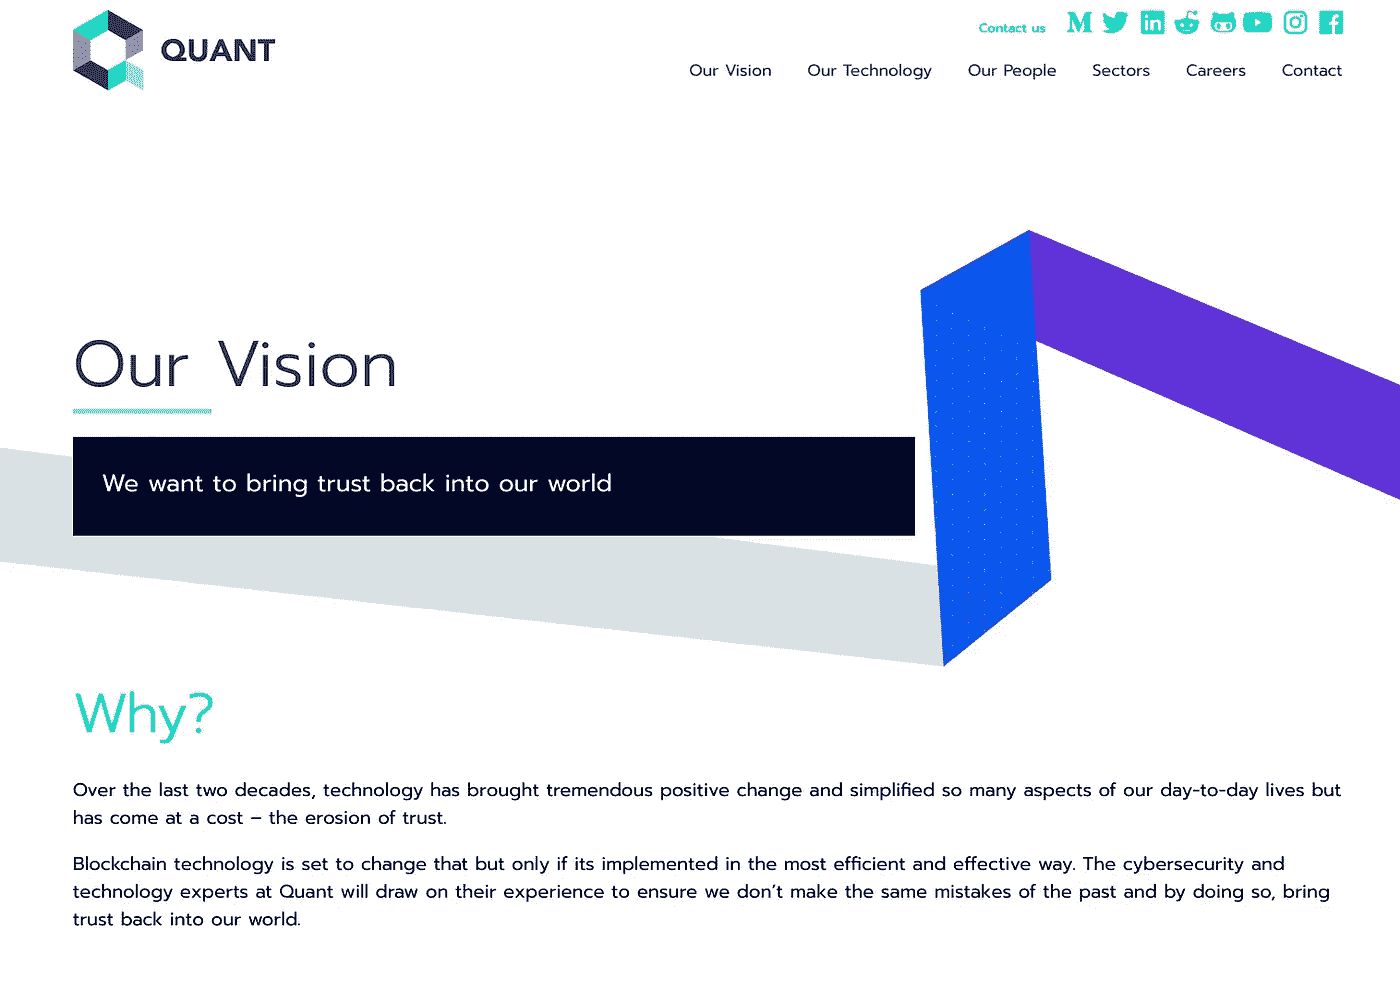 QUANT
Contact us
Our Vision Our Technology Our People Sectors Careers Contact
Our Vision
We want to bring trust back into our world
Why?
Over the last two decades, technology has brought tremendous positive change and simplified so many aspects of our day-to-day lives but
has come at a cost – the erosion of trust.
Blockchain technology is set to change that but only if its implemented in the most efficient and effective way. The cybersecurity and
technology experts at Quant will draw on their experience to ensure we don’t make the same mistakes of the past and by doing so, bring
trust back into our world.